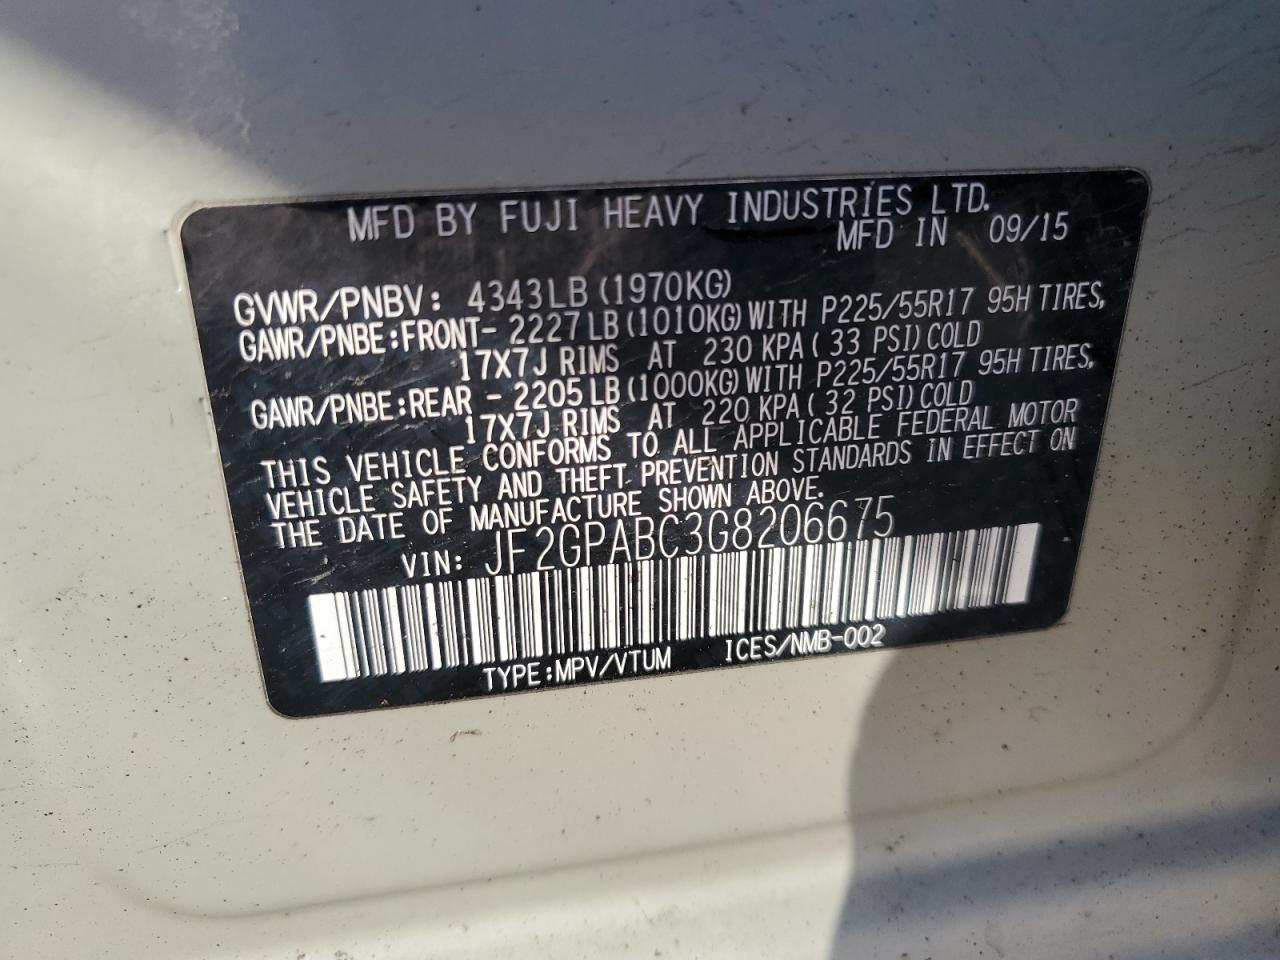 MFD BY FUJI HEAVY INDUSTRIES LTD.
MFD IN 09/15
GVWR/PNBV: 4343LB (1970KG)
GAWR/PNBE:FRONT- 2227LB (1010KG) WITH P225/55R17 95H TIRES,
17X7J RIMS AT 230 KPA ( 33 PSI) COLD
GAWR/PNBE:REAR - 2205LB (1000KG) WITH P225/55R17 95H TIRES,
17X7J RIMS AT 220 KPA ( 32 PSI) COLD
THIS VEHICLE CONFORMS TO ALL APPLICABLE FEDERAL MOTOR
VEHICLE SAFETY AND THEFT PREVENTION STANDARDS IN EFFECT ON
THE DATE OF MANUFACTURE SHOWN ABOVE.
VIN: JF2GPABC3G8206675
TYPE:MPV/VTUM ICES/NMB-002